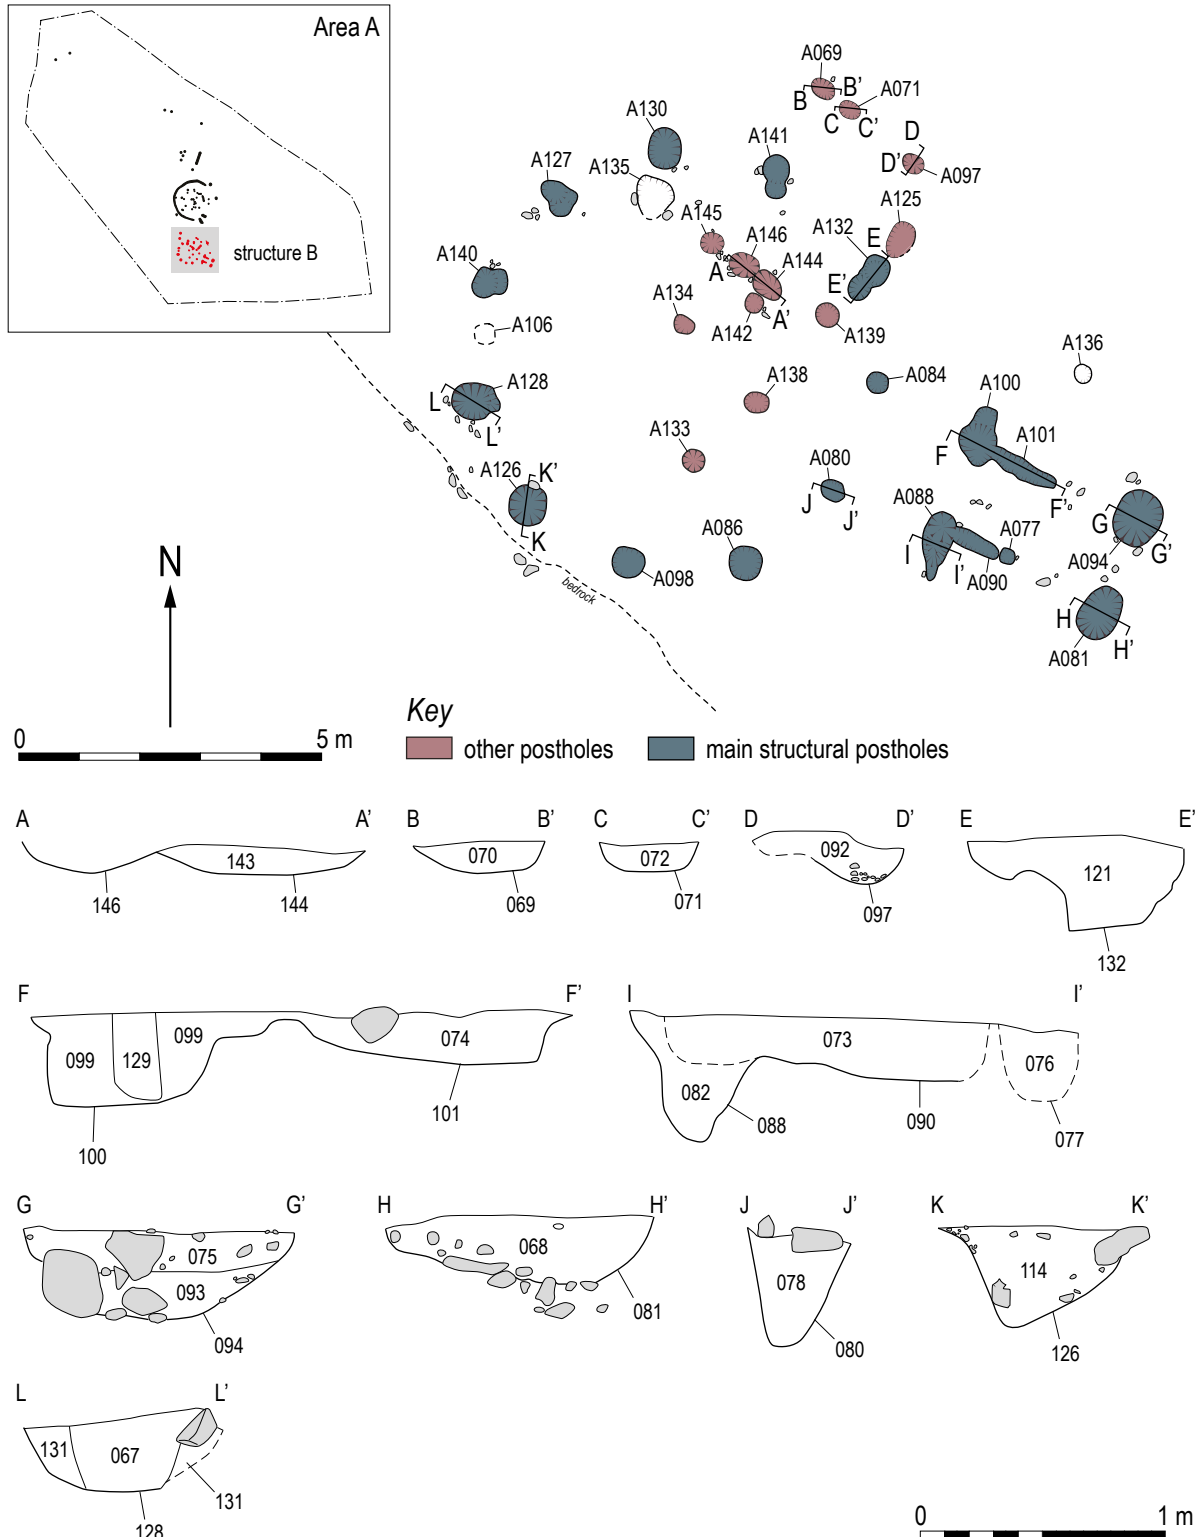 Area A
structure B
A069
B B'
A071
C C'
D
D'
A097
A130
A141
A127
A135
A125
A145
A132
E
A146
A140
A
A144
E'
A134
A'
A106
A142
A139
A136
A128
A138
A084
A100
L
L'
A133
A101
F
A126
K'
A080
F'
J
J'
A088
G
K
A086
A077
G'
I
A094
I'
A090
A098
bedrock
H
H'
A081
N
0 5 m
Key
other postholes
main structural postholes
A A' B B' C C' D D' E E'
143 070 072 092 121
146 144 069 071 097
132
F F' I I'
099 129 099 074 073 076
082
101 088 090 077
100
G G' H H' J J' K K'
075 068
093 078 114
094 081 080 126
L L'
131 067
131
128
0 1 m